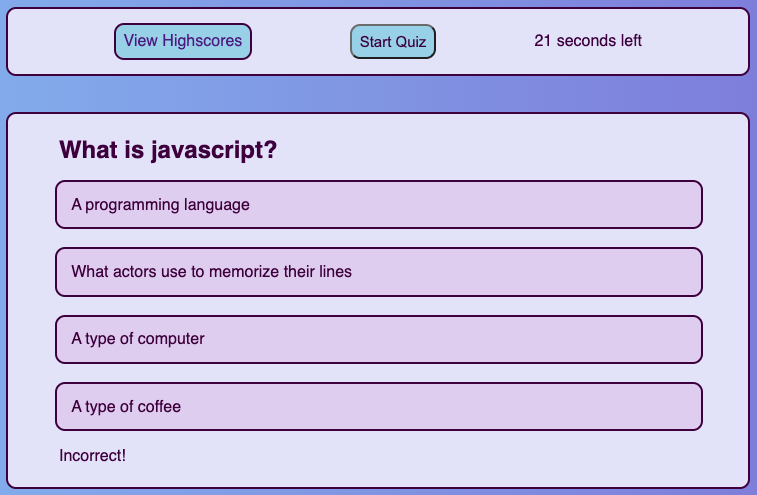 View Highscores Start Quiz 21 seconds left
What is javascript?
A programming language
What actors use to memorize their lines
A type of computer
A type of coffee
Incorrect!